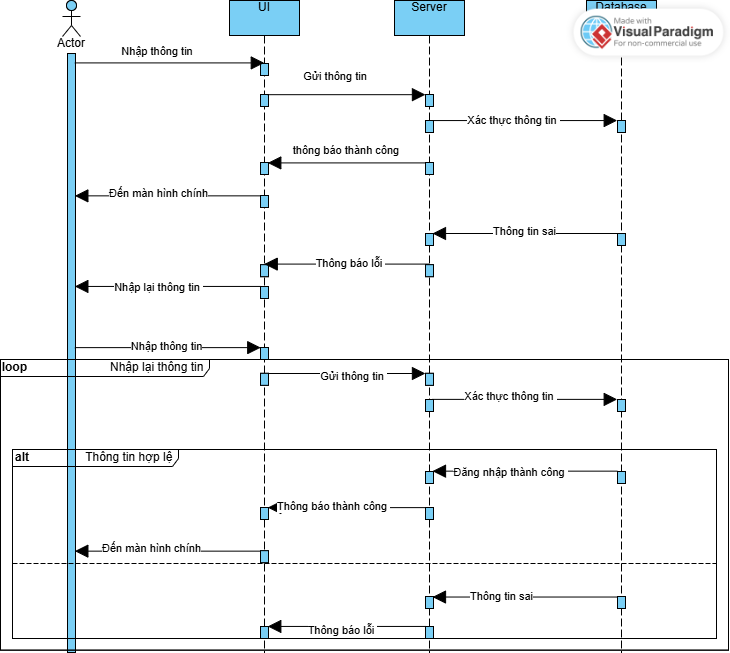 UI
Server
Database
Made with
VisualParadigm
For non-commercial use
Actor
Nhập thông tin
Gửi thông tin
Xác thực thông tin
thông báo thành công
Đến màn hình chính
Thông tin sai
Thông báo lỗi
Nhập lại thông tin
Nhập thông tin
loop
Nhập lại thông tin
Gửi thông tin
Xác thực thông tin
alt
Thông tin hợp lệ
Đăng nhập thành công
Thông báo thành công
Đến màn hình chính
Thông tin sai
Thông báo lỗi